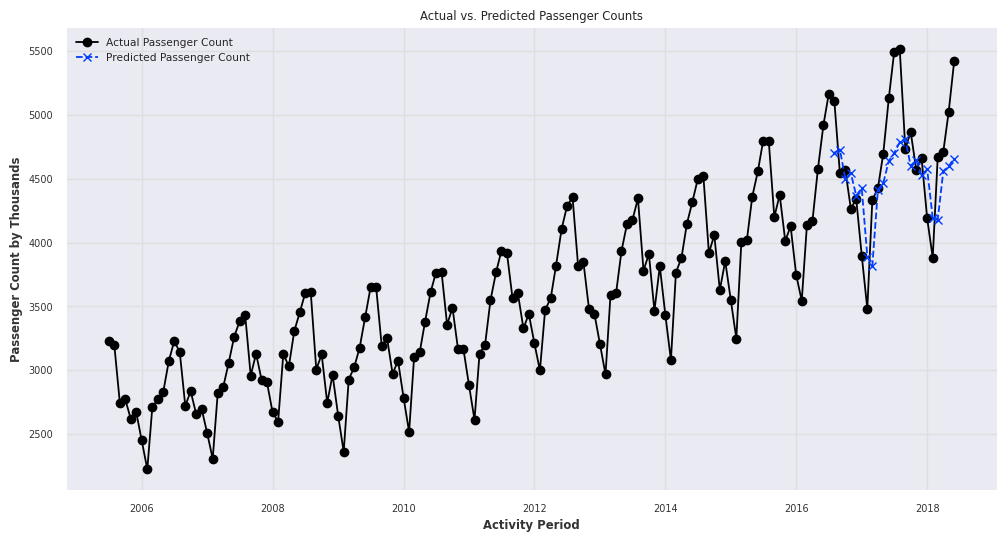 Actual vs. Predicted Passenger Counts
Actual Passenger Count
Predicted Passenger Count
Passenger Count by Thousands
5500
5000
4500
4000
3500
3000
2500
2006
2008
2010
2012
2014
2016
2018
Activity Period